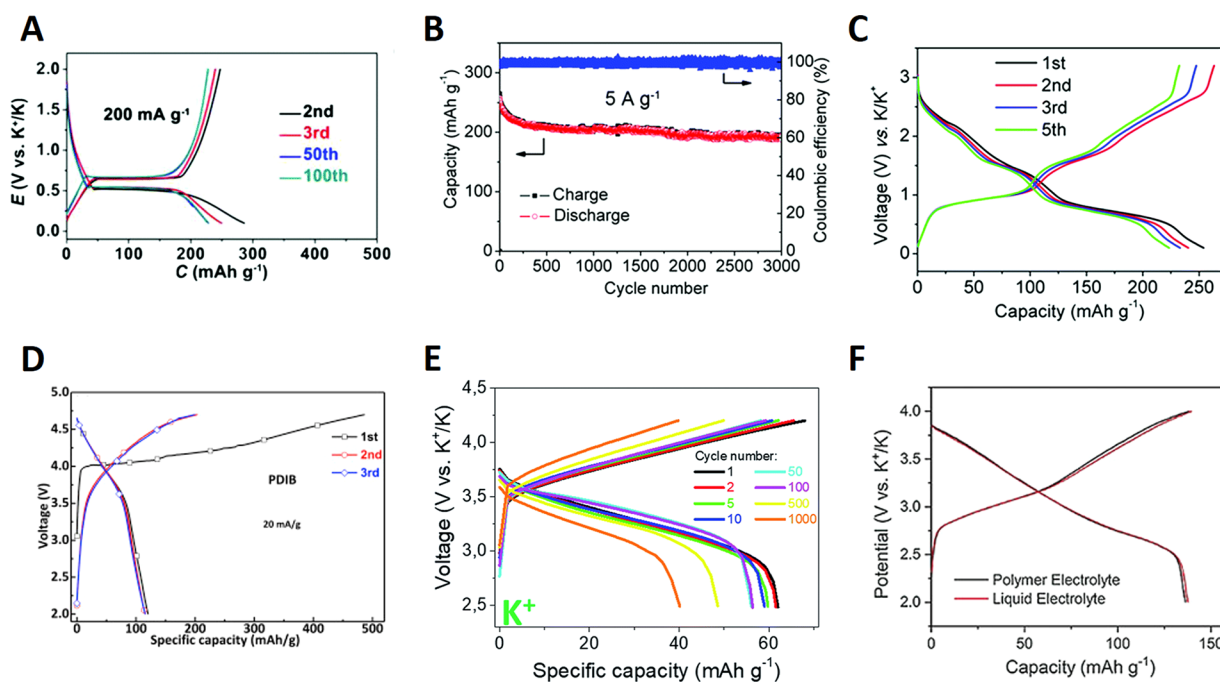 A
2.0
1.5
1.0
0.5
0.0
E (V vs. K⁺/K)
200 mA g⁻¹
2nd
3rd
50th
100th
0
100
200
300
400
500
C (mAh g⁻¹)
B
300
200
100
0
Capacity (mAh g⁻¹)
5 A g⁻¹
Charge
Discharge
100
80
60
40
20
0
Coulombic efficiency (%)
0
500
1000
1500
2000
2500
3000
Cycle number
C
3
2
1
0
Voltage (V) vs. K/K⁺
1st
2nd
3rd
5th
0
50
100
150
200
250
Capacity (mAh g⁻¹)
D
5.0
4.5
4.0
3.5
3.0
2.5
2.0
Voltage(V)
1st
2nd
3rd
PDIB
20 mA/g
0
100
200
300
400
500
Specific capacity (mAh/g)
E
4,5
4,0
3,5
3,0
2,5
Voltage (V vs. K⁺/K)
Cycle number:
1
50
2
100
5
500
10
1000
K⁺
0
10
20
30
40
50
60
Specific capacity (mAh g⁻¹)
F
4.0
3.5
3.0
2.5
2.0
Potential (V vs. K⁺/K)
Polymer Electrolyte
Liquid Electrolyte
0
50
100
150
Capacity (mAh g⁻¹)